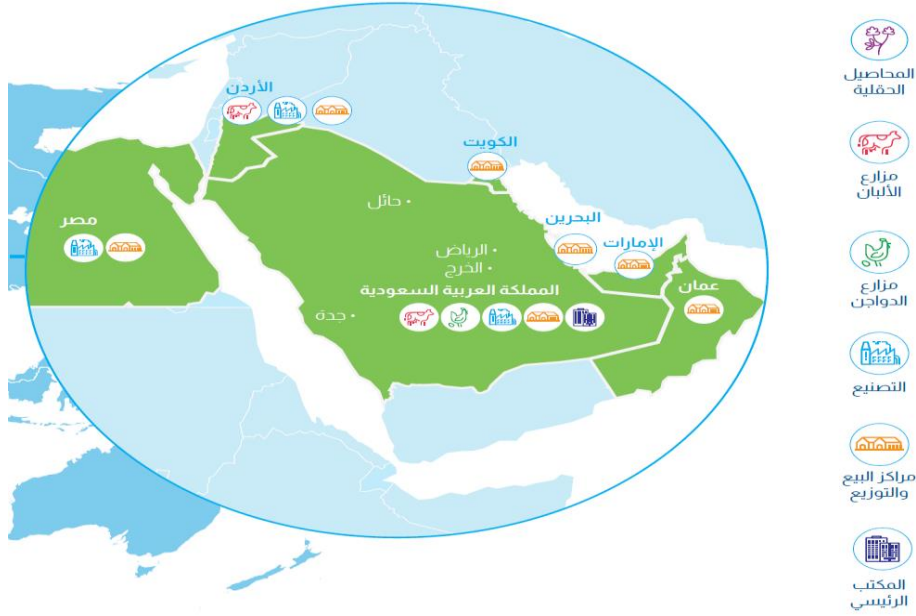 الأردن
الكويت
حائل
البحرين
مصر
الإمارات
الرياض
الخرج
عمان
المملكة العربية السعودية
جدة
المحاصيل
الحقلية
مزارع
الألبان
مزارع
الدواجن
التصنيع
مراكز البيع
والتوزيع
المكتب
الرئيسي